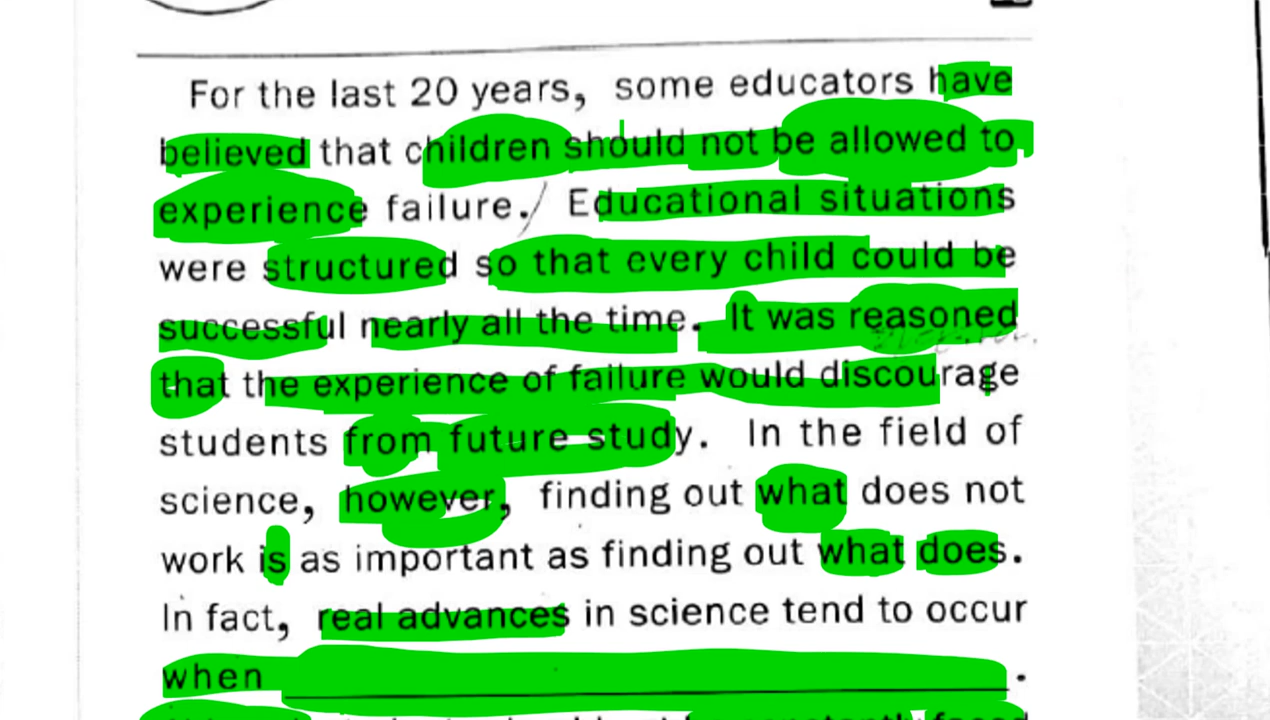 For the last 20 years, some educators have
believed that children should not be allowed to
experience failure. Educational situations
were structured so that every child could be
successful nearly all the time. It was reasoned
that the experience of failure would discourage
students from future study. In the field of
science, however, finding out what does not
work is as important as finding out what does.
In fact, real advances in science tend to occur
when ____________.
constantly faced